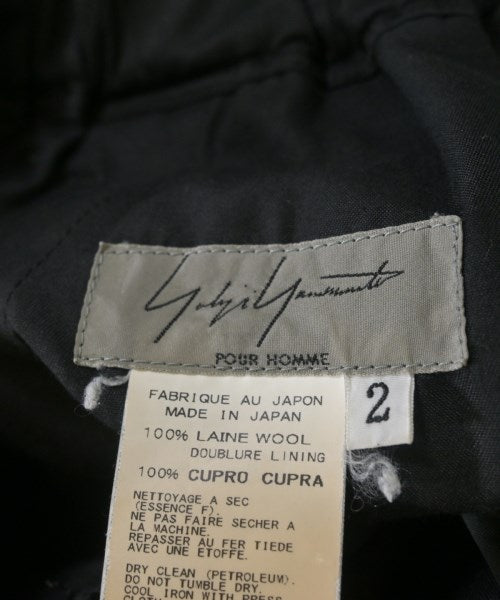 Yohji Yamamoto
POUR HOMME
2
FABRIQUE AU JAPON
MADE IN JAPAN
100% LAINE WOOL
DOUBLURE LINING
100% CUPRO CUPRA
NETTOYAGE A SEC
(ESSENCE F).
NE PAS FAIRE SECHER A
LA MACHINE.
REPASSER AU FER TIEDE
AVEC UNE ETOFFE.
DRY CLEAN (PETROLEUM).
DO NOT TUMBLE DRY.
COOL IRON WITH PRESS